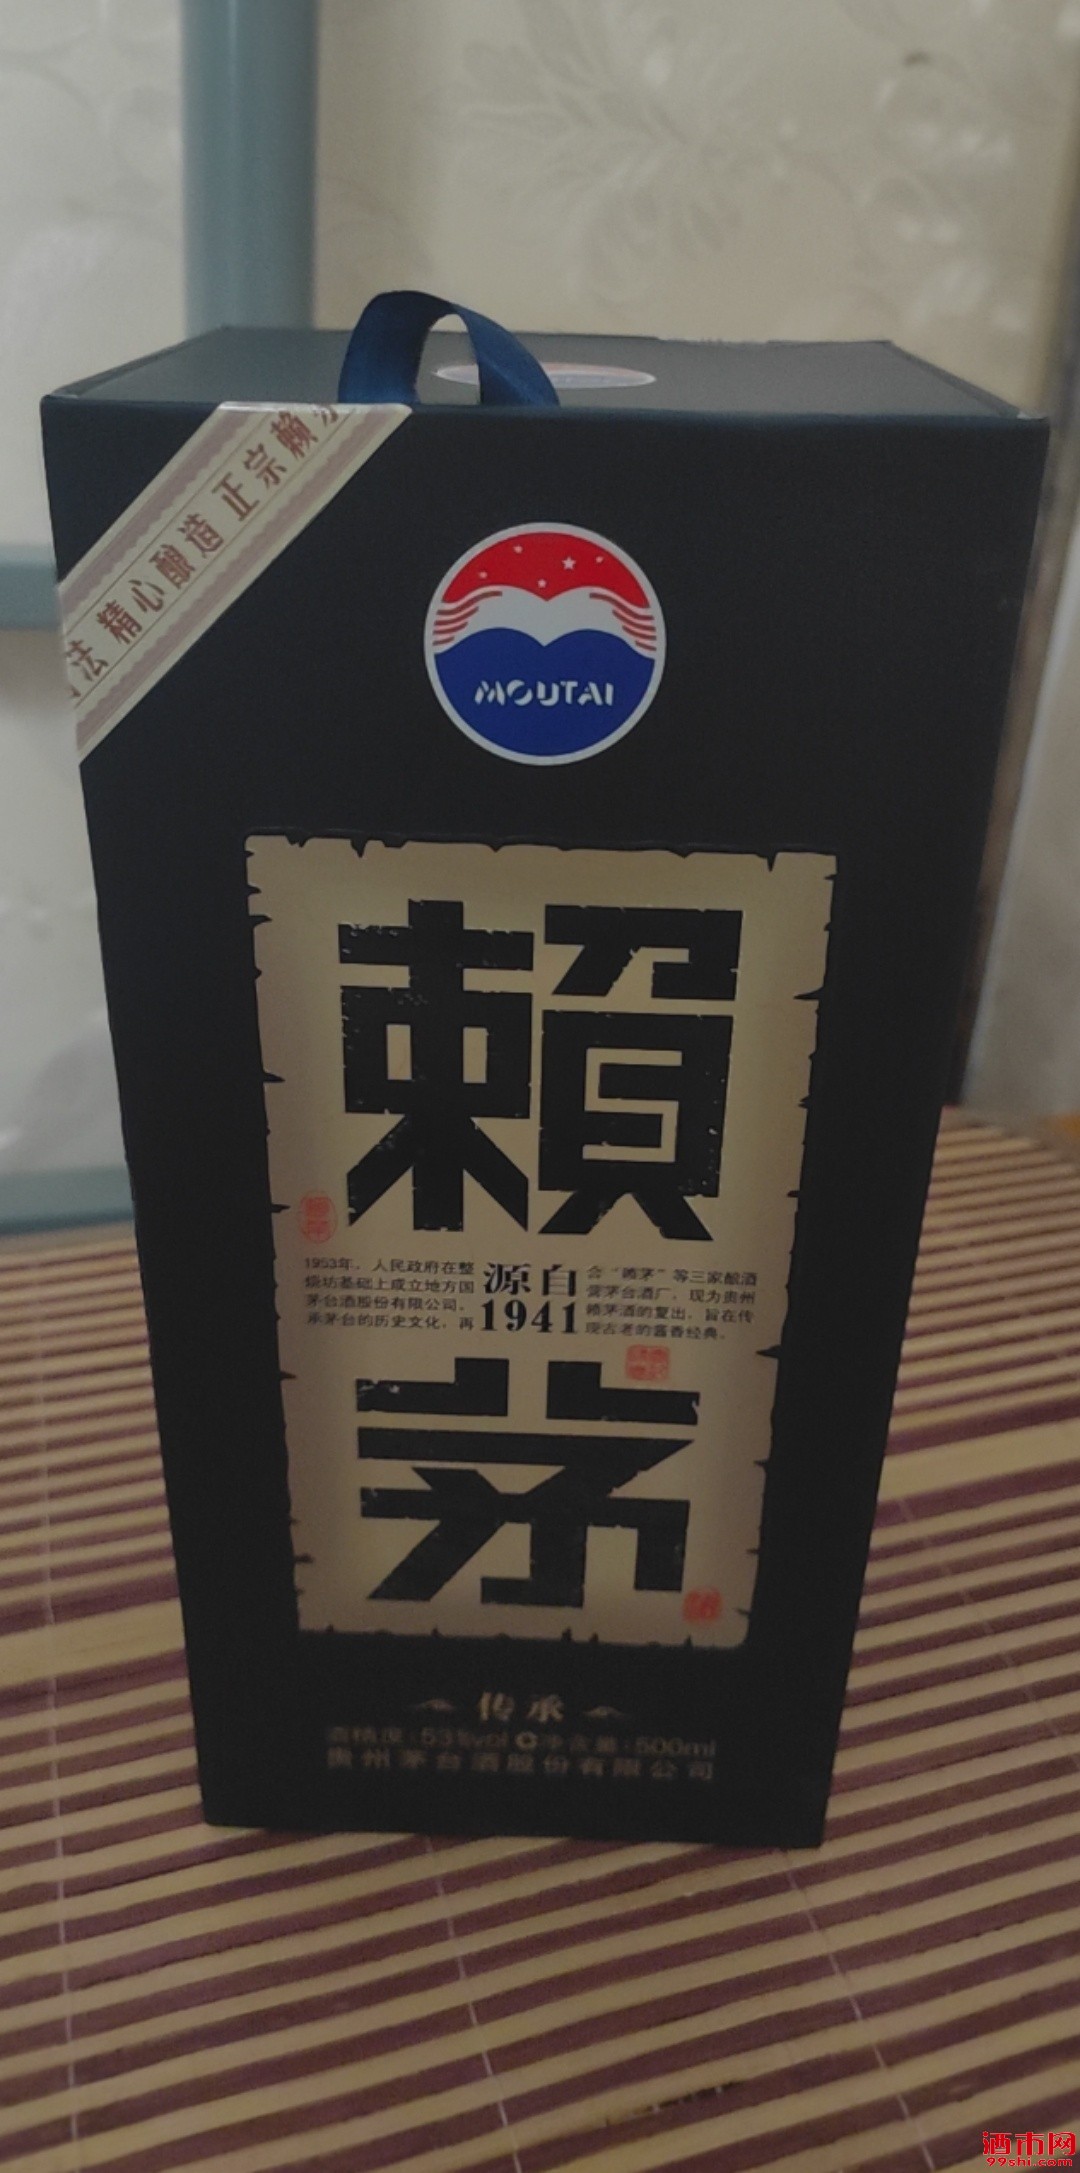 法 精心酿造 正宗赖
MOUTAI
賴
1953年，人民政府在整
烧坊基础上成立地方国
茅台酒股份有限公司。
承茅台的历史文化，再
源自
1941
合“赖茅”等三家酿酒
营茅台酒厂，现为贵州
赖茅酒的复出，旨在传
现古老的酱香经典。
茅
传承
酒精度:53%vol 净含量:500ml
贵州茅台酒股份有限公司
酒市网
99shi.com